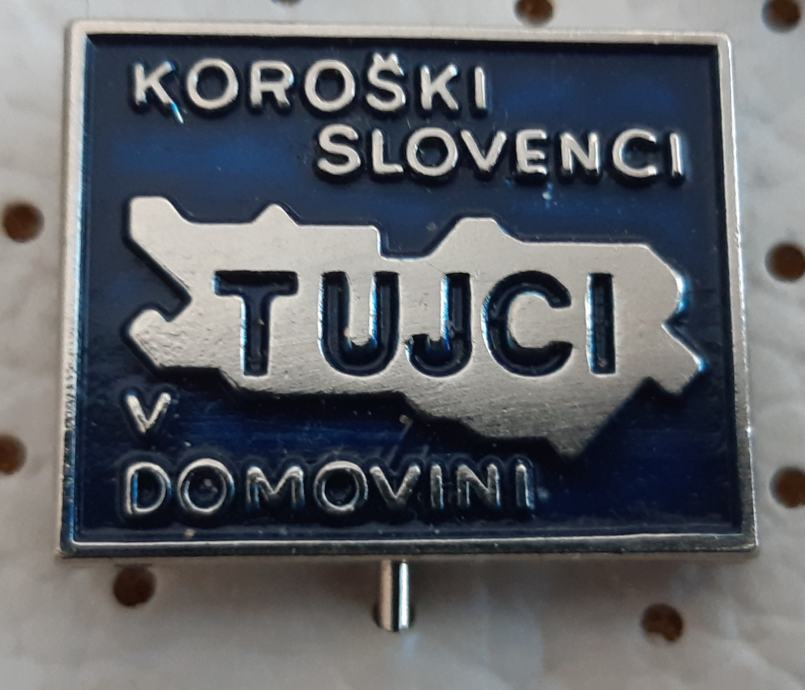 KOROŠKI
SLOVENCI
TUJCI
V
DOMOVINI